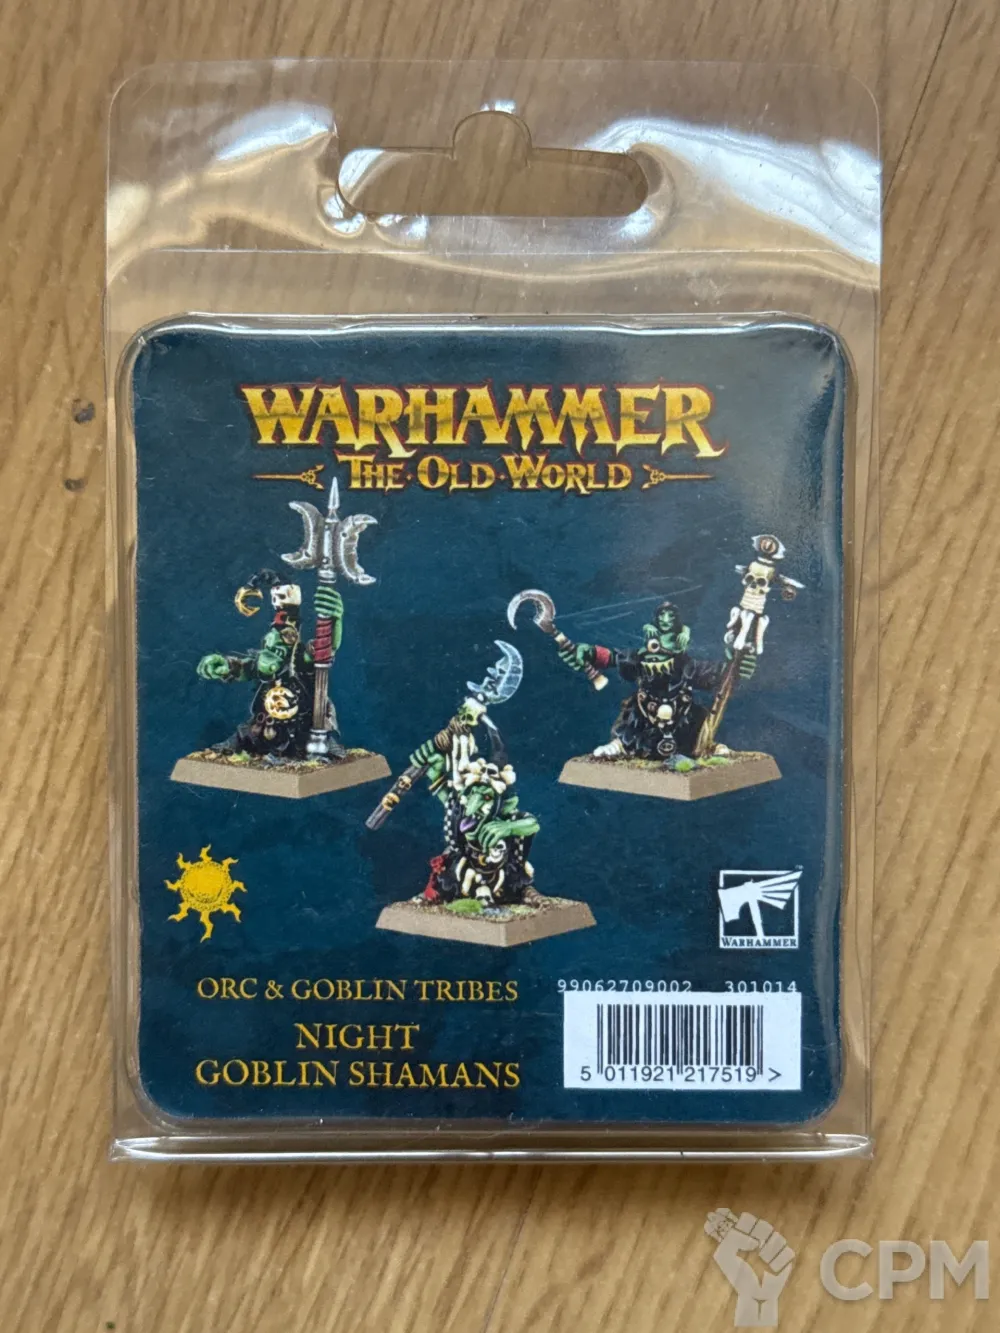 WARHAMMER
THE·OLD·WORLD
WARHAMMER
ORC & GOBLIN TRIBES
NIGHT
GOBLIN SHAMANS
99062709002 301014
5 011921 217519 >
CPM